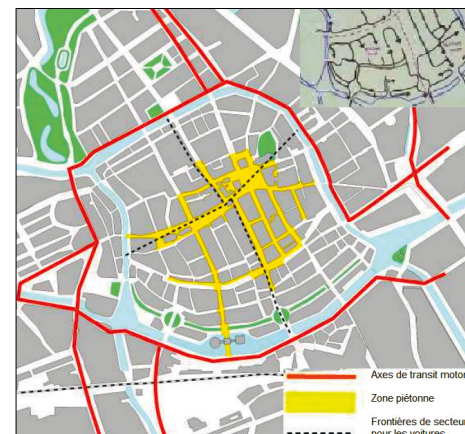 Axes de transit motor
Zone piétonne
Frontières de secteur
pour les voitures